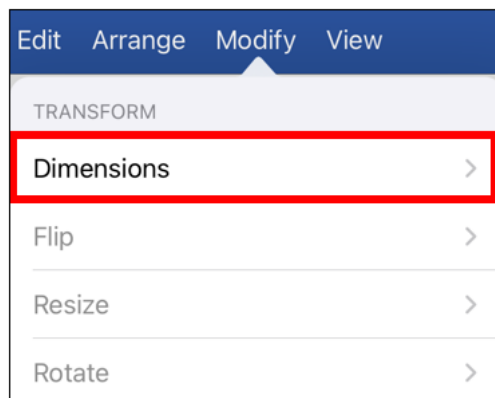 Edit Arrange Modify View
TRANSFORM
Dimensions
Flip
Resize
Rotate